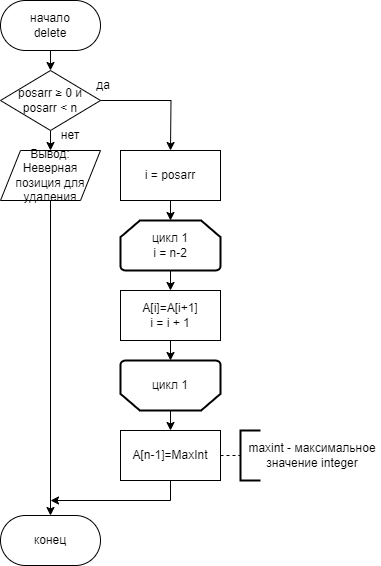 начало
delete
posarr ≥ 0 и
posarr < n
да
нет
Вывод:
Неверная
позиция для
удаления
i = posarr
цикл 1
i = n-2
A[i]=A[i+1]
i = i + 1
цикл 1
A[n-1]=MaxInt
maxint - максимальное
значение integer
конец